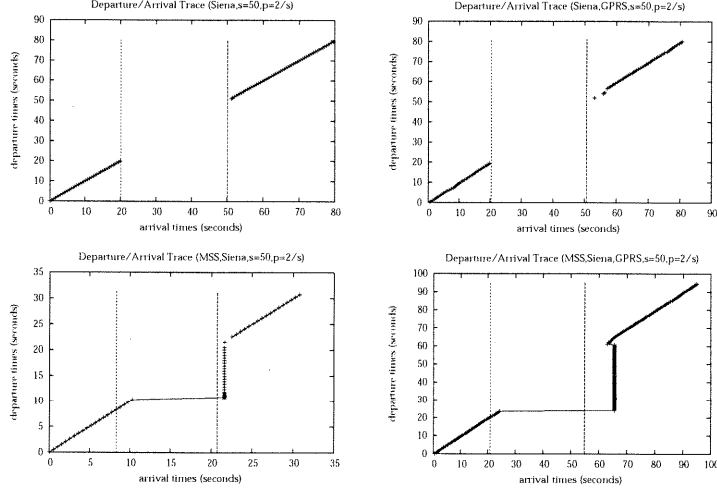 Departure/Arrival Trace (Siena,s=50,p=2/s)
90
80
70
60
50
40
30
20
10
0
departure times (seconds)
0 10 20 30 40 50 60 70 80
arrival times (seconds)
Departure/Arrival Trace (Siena,GPRS,s=50,p=2/s)
90
80
70
60
50
40
30
20
10
0
departure times (seconds)
0 10 20 30 40 50 60 70 80 90
arrival times (seconds)
Departure/Arrival Trace (MSS,Siena,s=50,p=2/s)
35
30
25
20
15
10
5
0
departure times (seconds)
0 5 10 15 20 25 30 35
arrival times (seconds)
Departure/Arrival Trace (MSS,Siena,GPRS,s=50,p=2/s)
100
90
80
70
60
50
40
30
20
10
0
departure times (seconds)
0 10 20 30 40 50 60 70 80 90 100
arrival times (seconds)